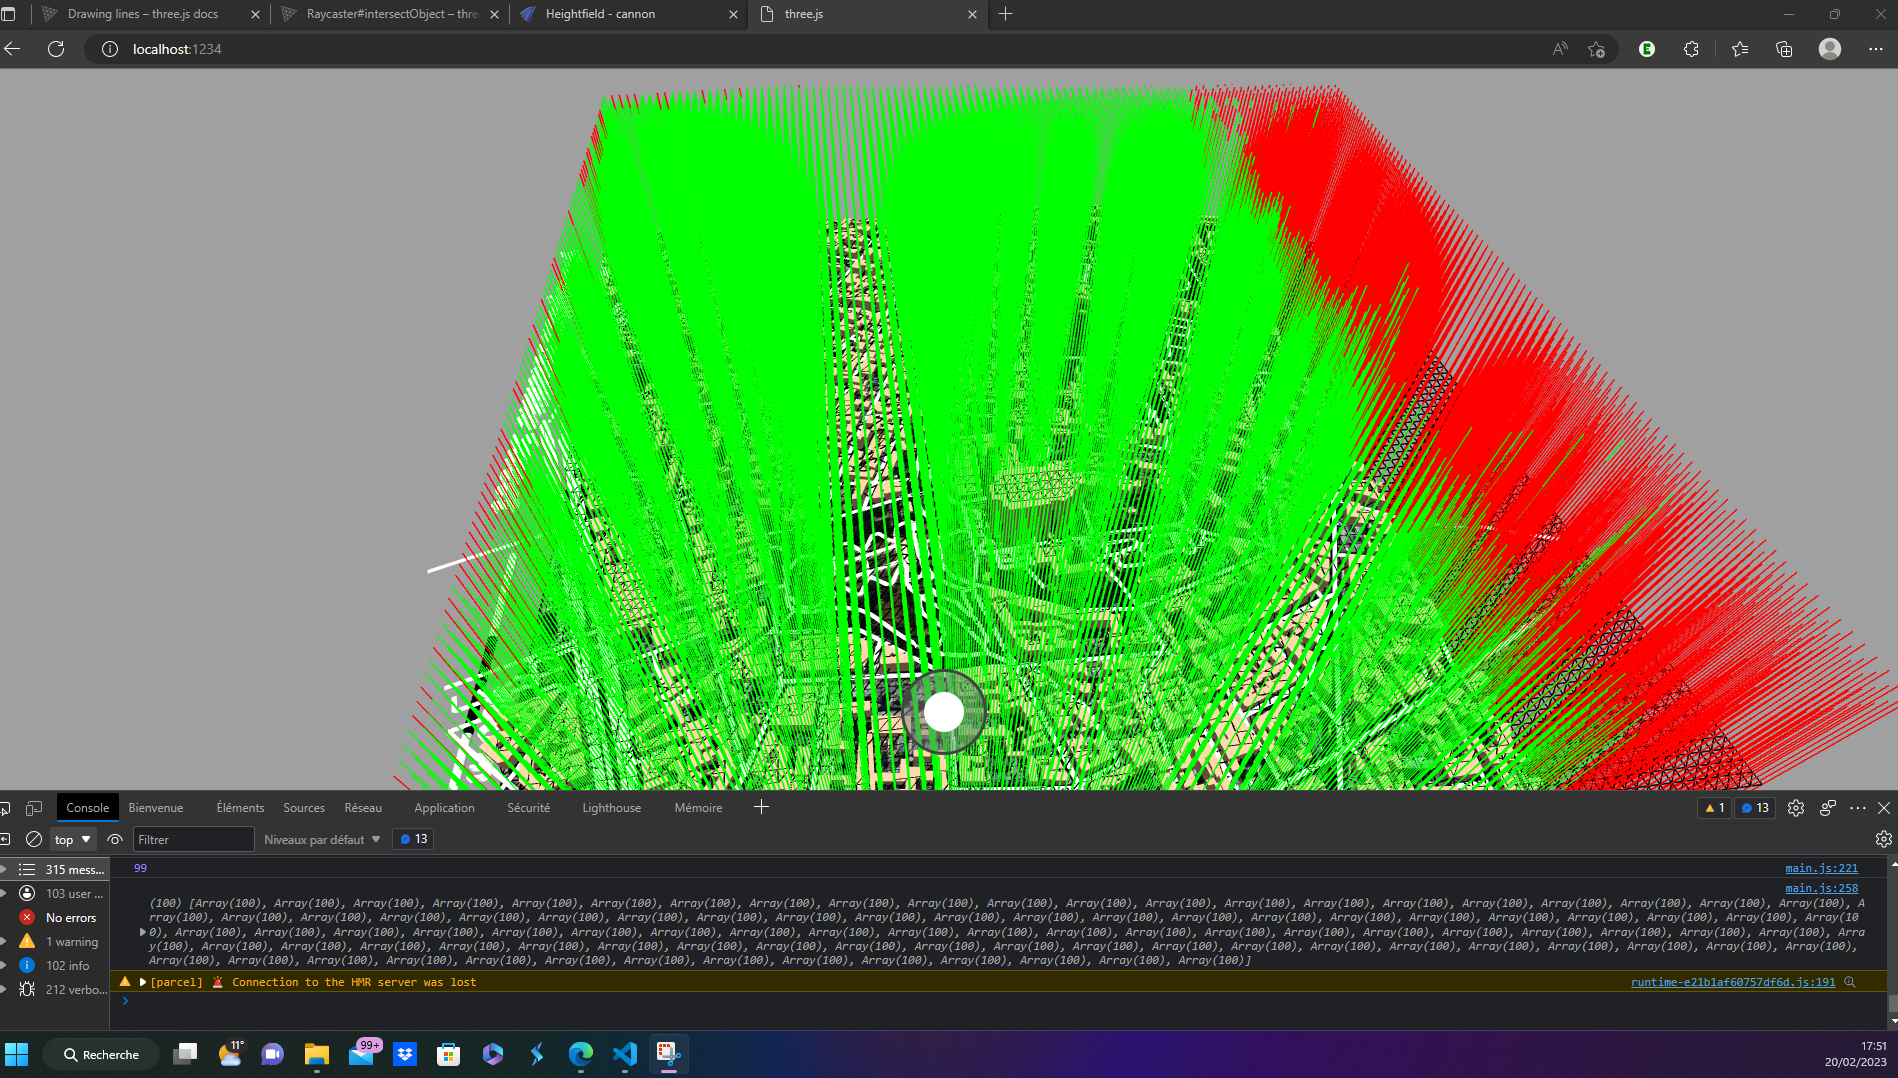 Drawing lines – three.js docs
Raycaster#intersectObject – three
Heightfield - cannon
three.js
localhost:1234
Console
Bienvenue
Éléments
Sources
Réseau
Application
Sécurité
Lighthouse
Mémoire
1
13
top
Filtrer
Niveaux par défaut
13
315 mess...
103 user ...
No errors
1 warning
102 info
212 verbo...
99
main.js:221
main.js:258
(100) [Array(100), Array(100), Array(100), Array(100), Array(100), Array(100), Array(100), Array(100), Array(100), Array(100), Array(100), Array(100), Array(100), Array(100), Array(100), Array(100), Array(100), Array(100), Array(100), Array(100), Array(100), A
rray(100), Array(100), Array(100), Array(100), Array(100), Array(100), Array(100), Array(100), Array(100), Array(100), Array(100), Array(100), Array(100), Array(100), Array(100), Array(100), Array(100), Array(100), Array(100), Array(100), Array(100), Array(10
0), Array(100), Array(100), Array(100), Array(100), Array(100), Array(100), Array(100), Array(100), Array(100), Array(100), Array(100), Array(100), Array(100), Array(100), Array(100), Array(100), Array(100), Array(100), Array(100), Array(100), Array(100), Arra
y(100), Array(100), Array(100), Array(100), Array(100), Array(100), Array(100), Array(100), Array(100), Array(100), Array(100), Array(100), Array(100), Array(100), Array(100), Array(100), Array(100), Array(100), Array(100), Array(100), Array(100), Array(100),
Array(100), Array(100), Array(100), Array(100), Array(100), Array(100), Array(100), Array(100), Array(100), Array(100), Array(100), Array(100), Array(100), Array(100)]
[parcel] 🚨 Connection to the HMR server was lost
runtime-e21b1af60757df6d.js:191
Recherche
11°
99+
17:51
20/02/2023